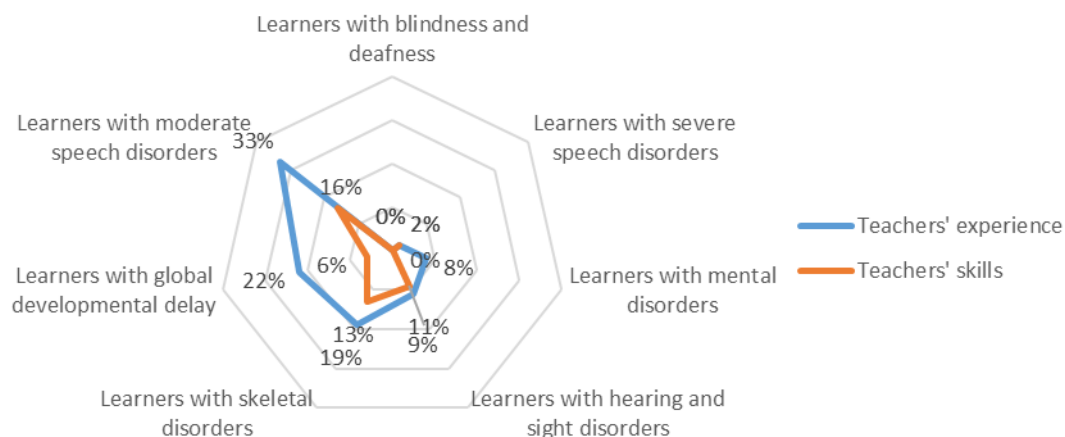 Learners with blindness and
deafness
Learners with moderate
speech disorders
33%
Learners with severe
speech disorders
16%
0%
2%
Teachers' experience
Teachers' skills
0%
8%
6%
Learners with global
developmental delay
22%
Learners with mental
disorders
11%
9%
13%
19%
Learners with skeletal
disorders
Learners with hearing and
sight disorders